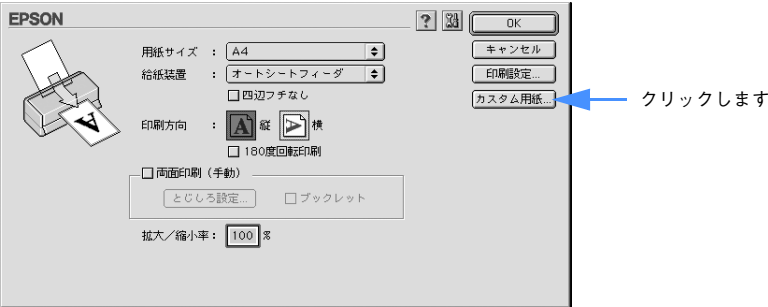 EPSON
? OK
用紙サイズ : A4 キャンセル
給紙装置 : オートシートフィーダ 印刷設定...
四辺フチなし カスタム用紙... クリックします
印刷方向 : A 縦 A 横
180度回転印刷
両面印刷（手動）
とじしろ設定... ブックレット
拡大／縮小率： 100 %
A